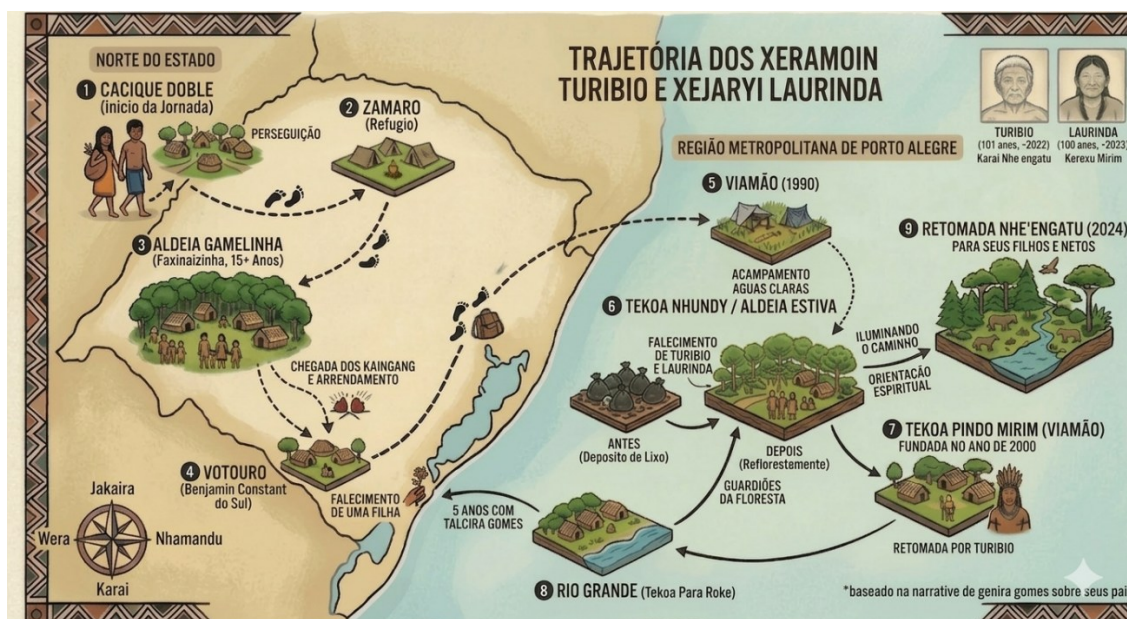 TRAJETÓRIA DOS XERAMOIN
TURIBIO E XEJARYI LAURINDA
NORTE DO ESTADO
1 CACIQUE DOBLE
(inicio da Jornada)
PERSEGUIÇÃO
2 ZAMARO
(Refugio)
3 ALDEIA GAMELINHA
(Faxinaizinha, 15+ Anos)
CHEGADA DOS KAINGANG
E ARRENDAMENTO
4 VOTOURO
(Benjamin Constant
do Sul)
FALECIMENTO
DE UMA FILHA
TURIBIO
(101 anes, -2022)
Karai Nhe engatu
LAURINDA
(100 anes, -2023)
Kerexu Mirim
REGIÃO METROPOLITANA DE PORTO ALEGRE
5 VIAMÃO (1990)
ACAMPAMENTO
AGUAS CLARAS
6 TEKOA NHUNDY / ALDEIA ESTIVA
FALECIMENTO
DE TURIBIO
E LAURINDA
ANTES
(Deposito de Lixo)
DEPOIS
(Reflorestamente)
GUARDIÕES
DA FLORESTA
ILUMINANDO
O CAMINHO
ORIENTAÇÃO
ESPIRITUAL
9 RETOMADA NHE'ENGATU (2024)
PARA SEUS FILHOS E NETOS
7 TEKOA PINDO MIRIM (VIAMÃO)
FUNDADA NO ANO DE 2000
RETOMADA POR TURIBIO
8 RIO GRANDE (Tekoa Para Roke)
5 ANOS COM
TALCIRA GOMES
Jakaira
Wera
Nhamandu
Karai
*baseado na narrative de genira gomes sobre seus pai